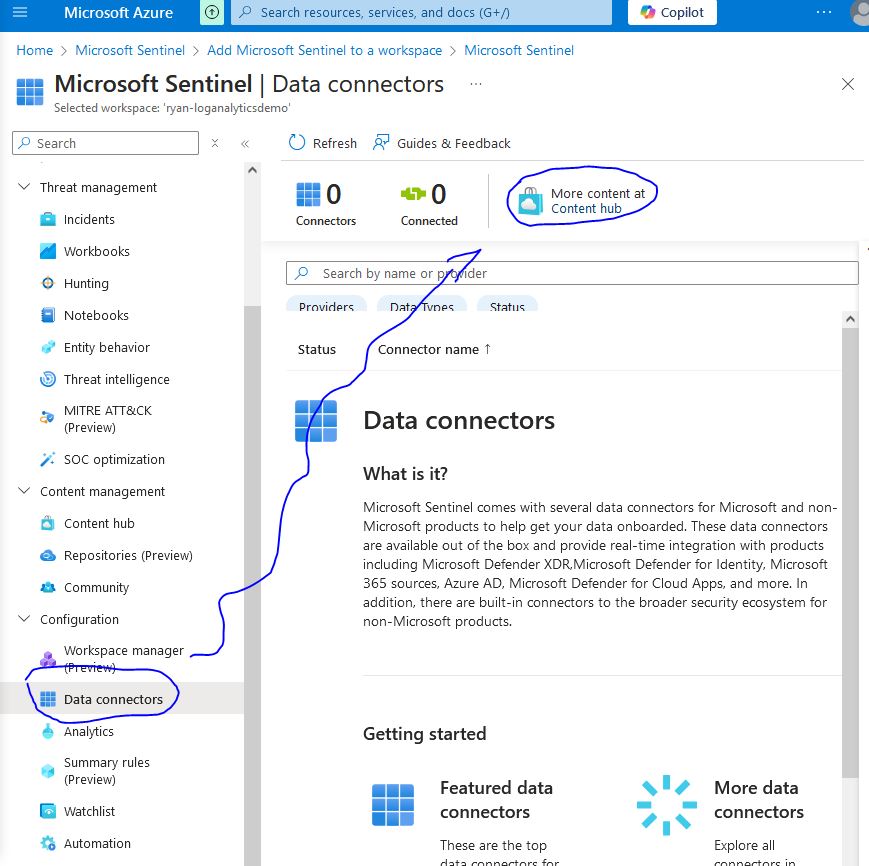 Microsoft Azure
Search resources, services, and docs (G+/)
Copilot
...
Home > Microsoft Sentinel > Add Microsoft Sentinel to a workspace > Microsoft Sentinel
Microsoft Sentinel | Data connectors ...
Selected workspace: 'ryan-loganalyticsdemo'
Search
Refresh
Guides & Feedback
Threat management
Incidents
Workbooks
Hunting
Notebooks
Entity behavior
Threat intelligence
MITRE ATT&CK
(Preview)
SOC optimization
Content management
Content hub
Repositories (Preview)
Community
Configuration
Workspace manager
(Preview)
Data connectors
Analytics
Summary rules
(Preview)
Watchlist
Automation
0
Connectors
0
Connected
More content at
Content hub
Search by name or provider
Providers
Data Types
Status
Status
Connector name ↑
Data connectors
What is it?
Microsoft Sentinel comes with several data connectors for Microsoft and non-
Microsoft products to help get your data onboarded. These data connectors
are available out of the box and provide real-time integration with products
including Microsoft Defender XDR,Microsoft Defender for Identity, Microsoft
365 sources, Azure AD, Microsoft Defender for Cloud Apps, and more. In
addition, there are built-in connectors to the broader security ecosystem for
non-Microsoft products.
Getting started
Featured data
connectors
These are the top
data connectors for
More data
connectors
Explore all
connectors in